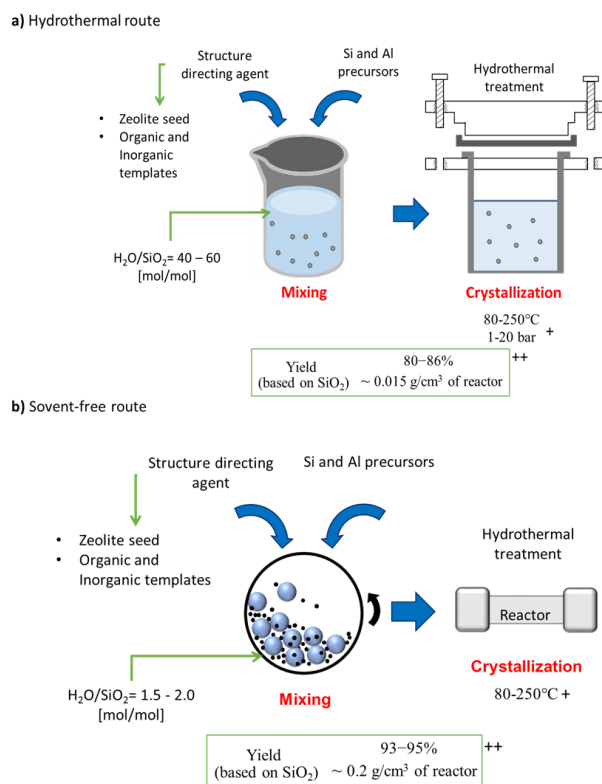 a) Hydrothermal route
Structure
directing agent
Si and Al
precursors
Hydrothermal
treatment
• Zeolite seed
• Organic and
Inorganic templates
H₂O/SiO₂= 40 – 60
[mol/mol]
Mixing
Crystallization
80-250℃
1-20 bar +
Yield
(based on SiO₂)
80−86%
~ 0.015 g/cm³ of reactor
++
b) Sovent-free route
Structure directing
agent
Si and Al precursors
• Zeolite seed
• Organic and
Inorganic templates
Hydrothermal
treatment
Reactor
H₂O/SiO₂= 1.5 - 2.0
[mol/mol]
Mixing
Crystallization
80-250℃ +
Yield
(based on SiO₂)
93−95%
~ 0.2 g/cm³ of reactor
++